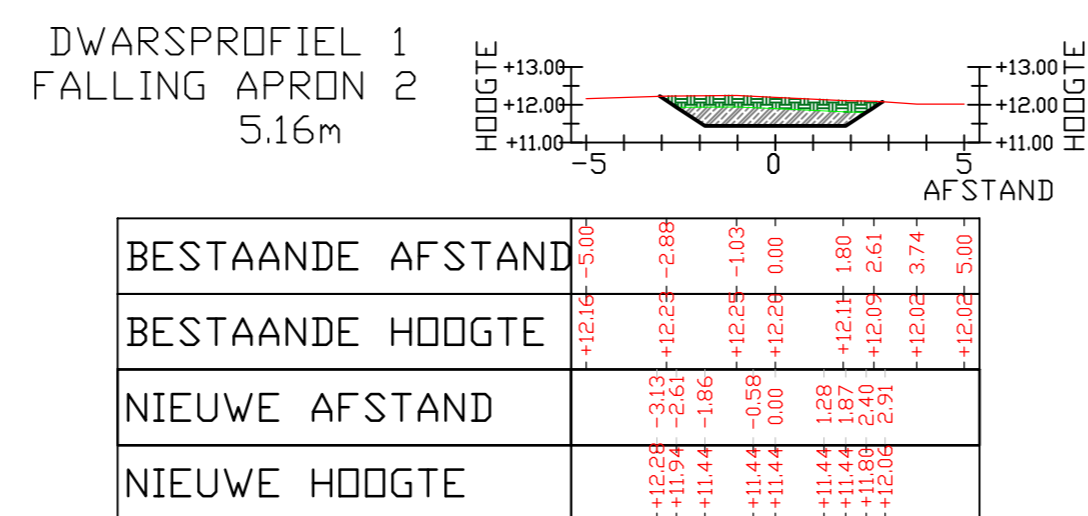 DWARSPROFIEL 1
FALLING APRON 2
5.16m
HOOGTE
+13.00
+12.00
+11.00
+13.00
+12.00
+11.00
HOOGTE
-5 0 5
AFSTAND
BESTAANDE AFSTAND -5.00 -2.88 -1.03 0.00 1.80 2.61 3.74 5.00
BESTAANDE HOOGTE +12.16 +12.23 +12.25 +12.20 +12.11 +12.09 +12.02 +12.02
NIEUWE AFSTAND -3.13 -2.61 -1.86 -0.58 0.00 1.28 1.87 2.40 2.91
NIEUWE HOOGTE +12.28 +11.94 +11.44 +11.44 +11.44 +11.44 +11.44 +11.80 +12.06